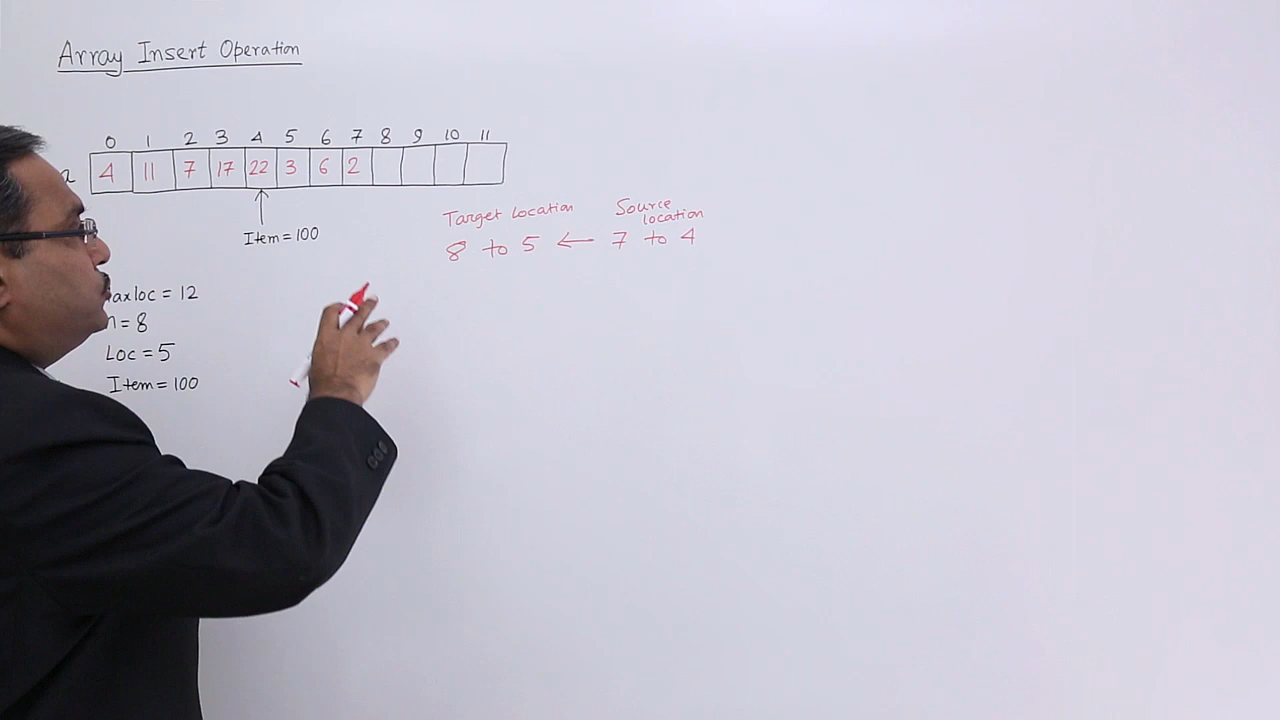 Array Insert Operation
0 1 2 3 4 5 6 7 8 9 10 11
4 11 7 17 22 3 6 2
Item = 100
Target Location
Source location
8 to 5 ← 7 to 4
axloc = 12
n = 8
Loc = 5
Item = 100